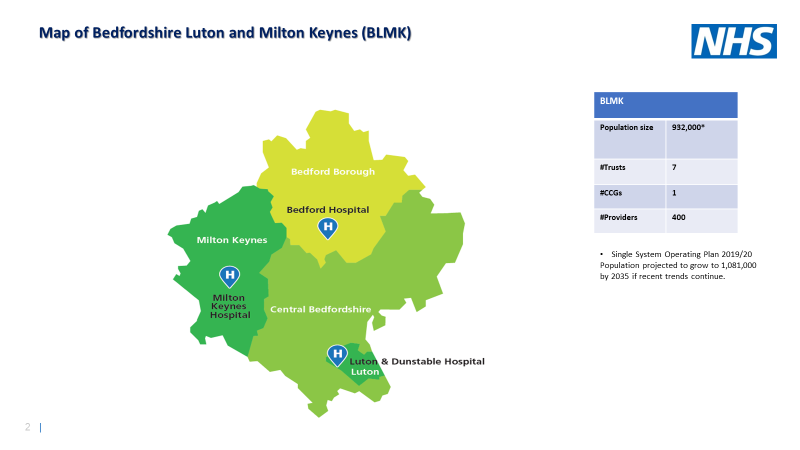 Map of Bedfordshire Luton and Milton Keynes (BLMK)
NHS
BLMK
Population size 932,000*
#Trusts 7
#CCGs 1
#Providers 400
• Single System Operating Plan 2019/20
Population projected to grow to 1,081,000
by 2035 if recent trends continue.
Bedford Borough
Bedford Hospital
H
Milton Keynes
H
Milton
Keynes
Hospital
Central Bedfordshire
H
Luton & Dunstable Hospital
Luton
2 |